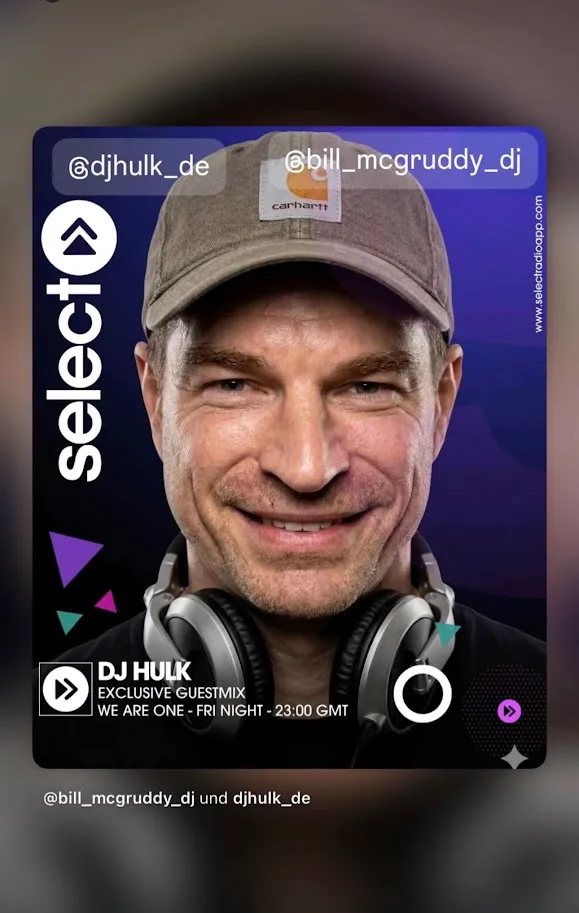 @djhulk_de
@bill_mcgruddy_dj
carhartt
select
www.selectradioapp.com
DJ HULK
EXCLUSIVE GUESTMIX
WE ARE ONE - FRI NIGHT - 23:00 GMT
@bill_mcgruddy_dj und djhulk_de